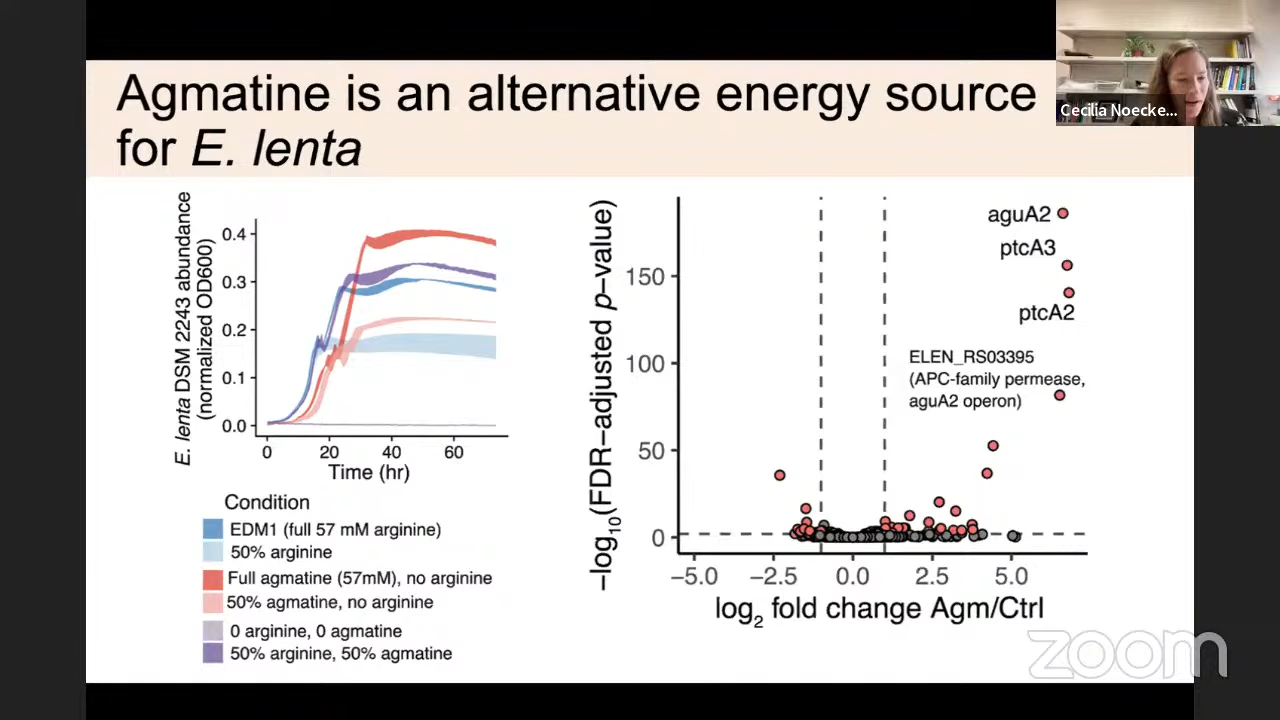 Agmatine is an alternative energy source
for E. lenta
Cecilia Noecke...
E. lenta DSM 2243 abundance
(normalized OD600)
0.4
0.3
0.2
0.1
0.0
0
20
40
60
Time (hr)
Condition
EDM1 (full 57 mM arginine)
50% arginine
Full agmatine (57mM), no arginine
50% agmatine, no arginine
0 arginine, 0 agmatine
50% arginine, 50% agmatine
−log10(FDR−adjusted p−value)
150
100
50
0
aguA2
ptcA3
ptcA2
ELEN_RS03395
(APC-family permease,
aguA2 operon)
−5.0
−2.5
0.0
2.5
5.0
log2 fold change Agm/Ctrl
zoom